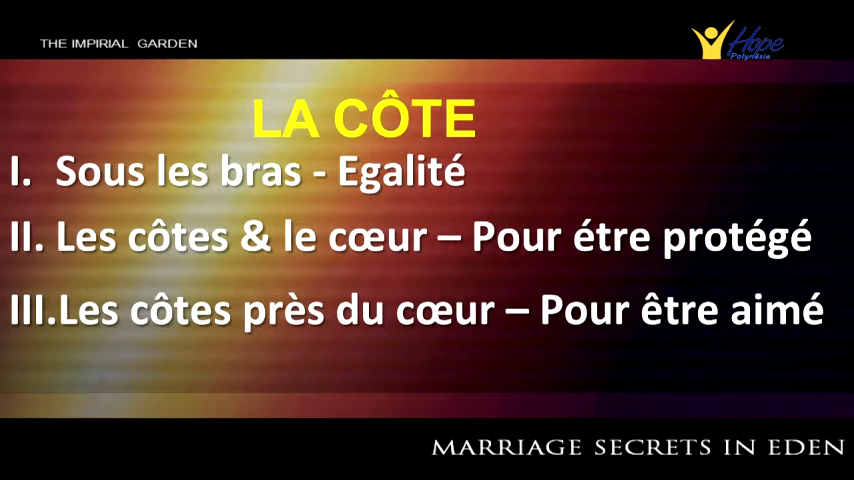 THE IMPIRIAL GARDEN
Hope
Polynésia
LA CÔTE
I. Sous les bras - Egalité
II. Les côtes & le cœur – Pour étre protégé
III.Les côtes près du cœur – Pour être aimé
MARRIAGE SECRETS IN EDEN